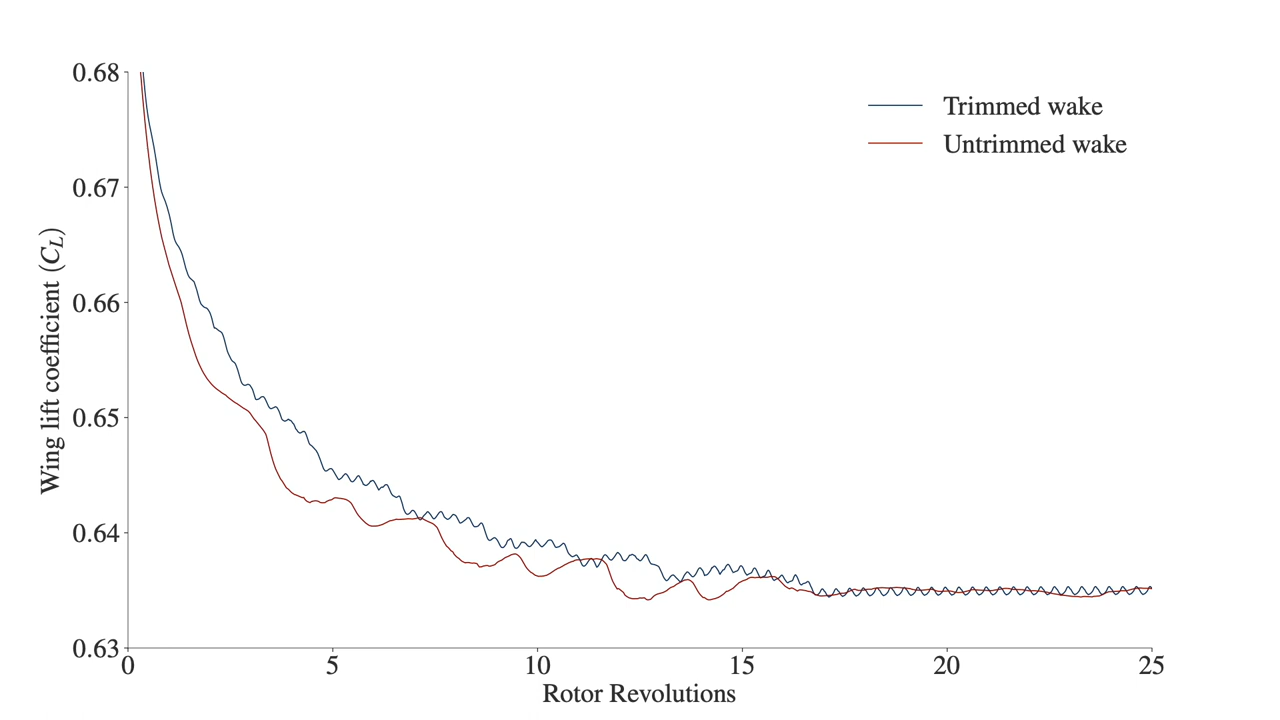 0.68
0.67
0.66
0.65
0.64
0.63
Wing lift coefficient (C_L)
Trimmed wake
Untrimmed wake
0 5 10 15 20 25
Rotor Revolutions